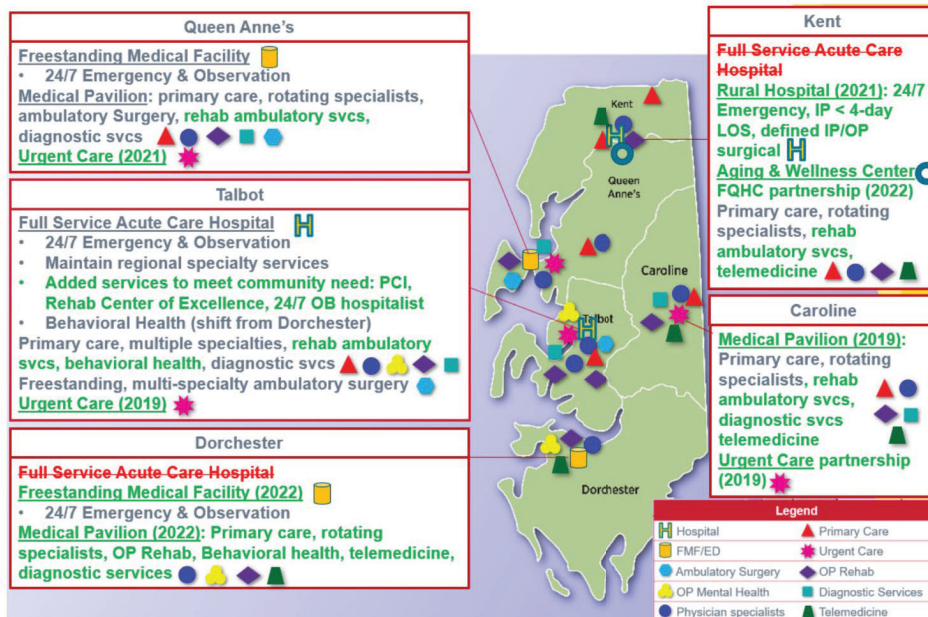 Queen Anne's
Freestanding Medical Facility
• 24/7 Emergency & Observation
Medical Pavilion: primary care, rotating specialists,
ambulatory Surgery, rehab ambulatory svcs,
diagnostic svcs
Urgent Care (2021)
Talbot
Full Service Acute Care Hospital
• 24/7 Emergency & Observation
• Maintain regional specialty services
• Added services to meet community need: PCI,
Rehab Center of Excellence, 24/7 OB hospitalist
• Behavioral Health (shift from Dorchester)
Primary care, multiple specialties, rehab ambulatory
svcs, behavioral health, diagnostic svcs
Freestanding, multi-specialty ambulatory surgery
Urgent Care (2019)
Dorchester
Full Service Acute Care Hospital
Freestanding Medical Facility (2022)
• 24/7 Emergency & Observation
Medical Pavilion (2022): Primary care, rotating
specialists, OP Rehab, Behavioral health, telemedicine,
diagnostic services
Kent
H
Queen
Anne's
Caroline
Talbot
H
Dorchester
Kent
Full Service Acute Care
Hospital
Rural Hospital (2021): 24/7
Emergency, IP < 4-day
LOS, defined IP/OP
surgical H
Aging & Wellness Center
FQHC partnership (2022)
Primary care, rotating
specialists, rehab
ambulatory svcs,
telemedicine
Caroline
Medical Pavilion (2019):
Primary care, rotating
specialists, rehab
ambulatory svcs,
diagnostic svcs
telemedicine
Urgent Care partnership
(2019)
Legend
H Hospital
Primary Care
FMF/ED
Urgent Care
Ambulatory Surgery
OP Rehab
OP Mental Health
Diagnostic Services
Physician specialists
Telemedicine